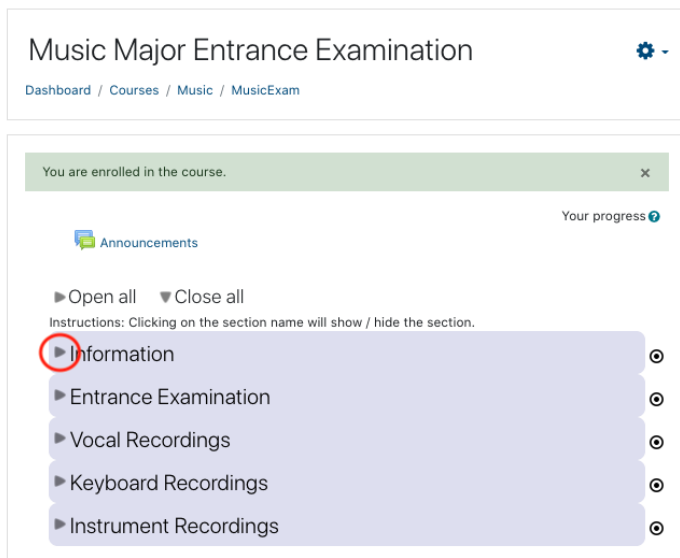 Music Major Entrance Examination
Dashboard / Courses / Music / MusicExam
You are enrolled in the course. ×
Your progress
Announcements
Open all Close all
Instructions: Clicking on the section name will show / hide the section.
Information
Entrance Examination
Vocal Recordings
Keyboard Recordings
Instrument Recordings